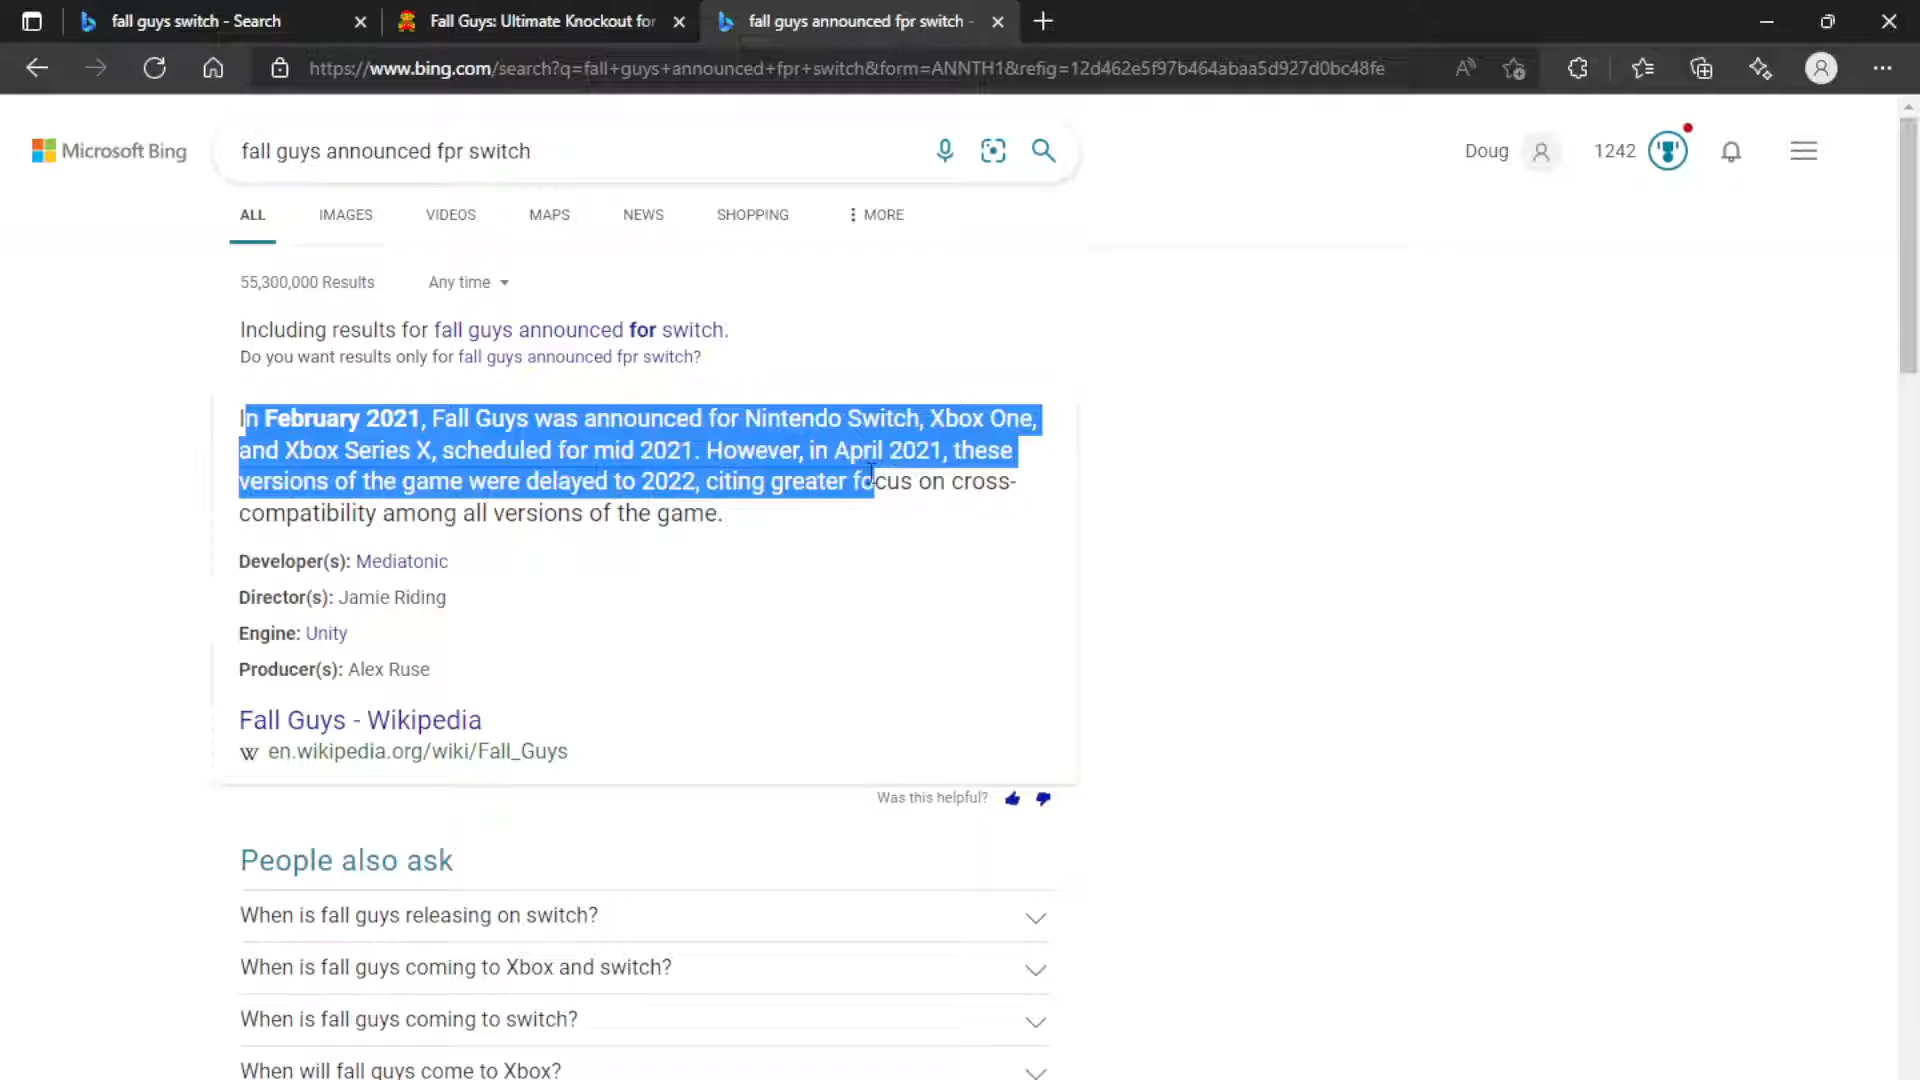 fall guys switch - Search
Fall Guys: Ultimate Knockout for
fall guys announced fpr switch -
https://www.bing.com/search?q=fall+guys+announced+fpr+switch&form=ANNTH1&refig=12d462e5f97b464abaa5d927d0bc48fe
Microsoft Bing
fall guys announced fpr switch
Doug
1242
ALL
IMAGES
VIDEOS
MAPS
NEWS
SHOPPING
MORE
55,300,000 Results
Any time
Including results for fall guys announced for switch.
Do you want results only for fall guys announced fpr switch?
In February 2021, Fall Guys was announced for Nintendo Switch, Xbox One,
and Xbox Series X, scheduled for mid 2021. However, in April 2021, these
versions of the game were delayed to 2022, citing greater focus on cross-
compatibility among all versions of the game.
Developer(s): Mediatonic
Director(s): Jamie Riding
Engine: Unity
Producer(s): Alex Ruse
Fall Guys - Wikipedia
W en.wikipedia.org/wiki/Fall_Guys
Was this helpful?
People also ask
When is fall guys releasing on switch?
When is fall guys coming to Xbox and switch?
When is fall guys coming to switch?
When will fall guys come to Xbox?